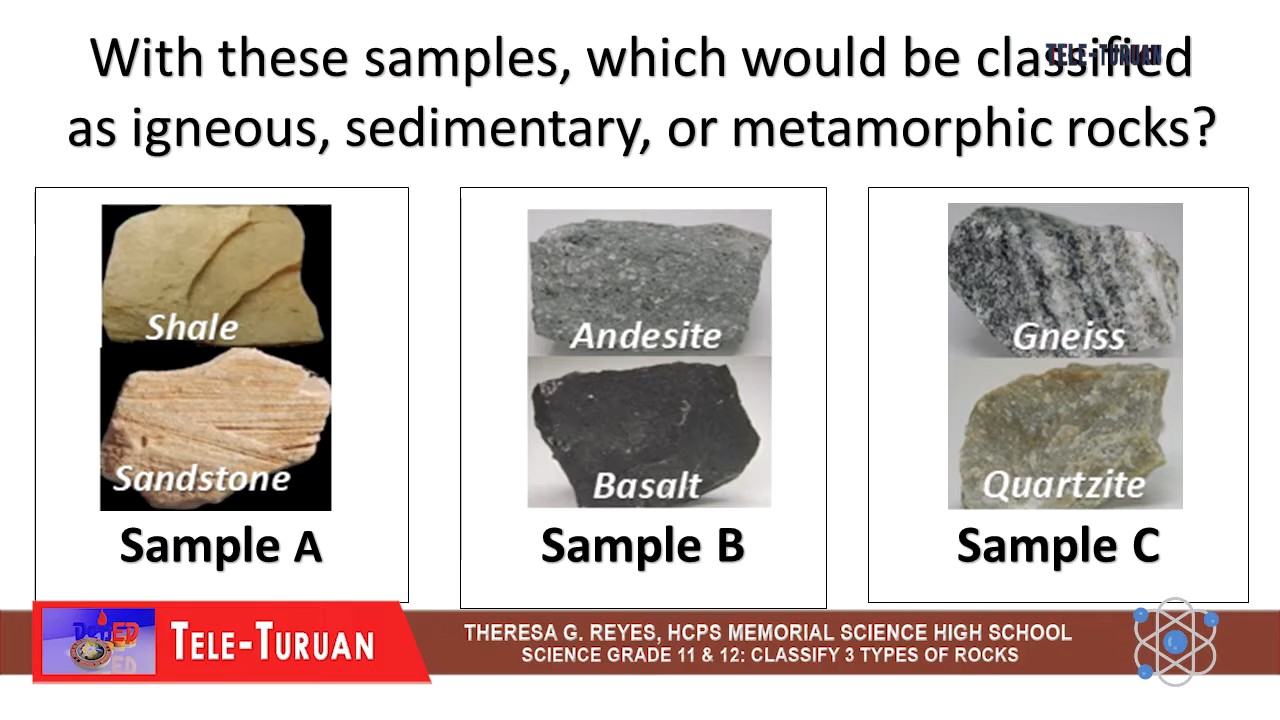 With these samples, which would be classified
TELE-TURUAN
as igneous, sedimentary, or metamorphic rocks?
Shale
Sandstone
Sample A
Andesite
Basalt
Sample B
Gneiss
Quartzite
Sample C
DepED
TELE-TURUAN
THERESA G. REYES, HCPS MEMORIAL SCIENCE HIGH SCHOOL
SCIENCE GRADE 11 & 12: CLASSIFY 3 TYPES OF ROCKS